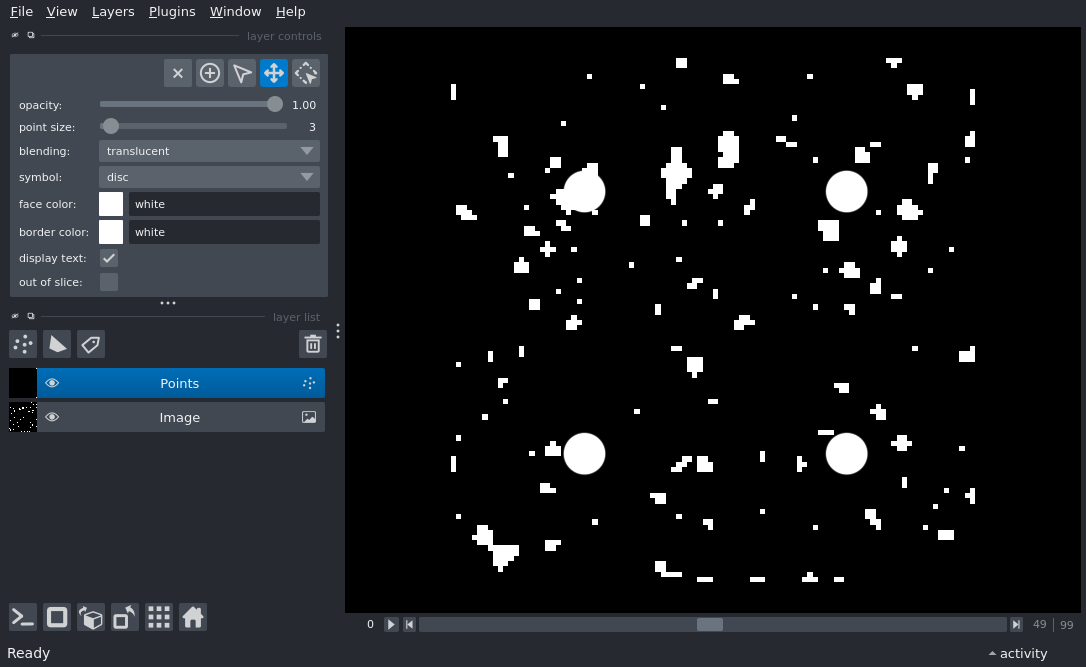 File View Layers Plugins Window Help
layer controls
opacity: 1.00
point size: 3
blending: translucent
symbol: disc
face color: white
border color: white
display text:
out of slice:
layer list
Points
Image
0 49 99
Ready activity